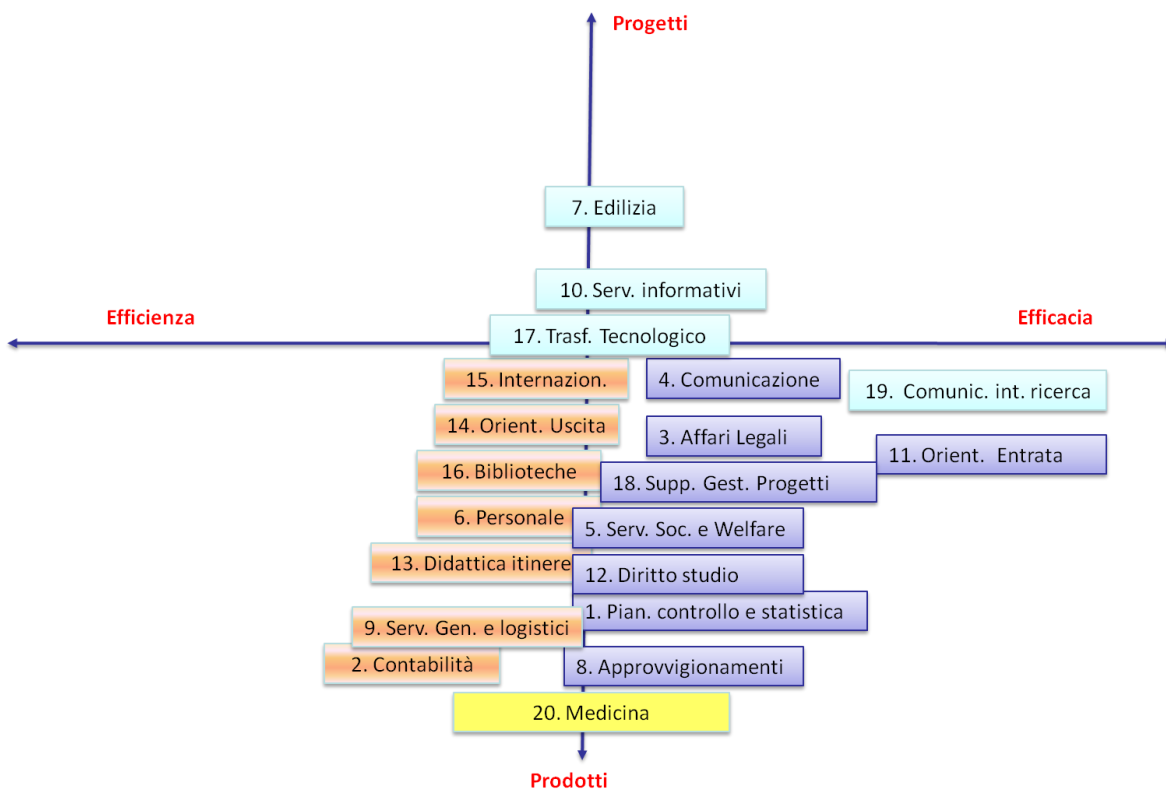 Progetti
7. Edilizia
10. Serv. informativi
Efficienza
Efficacia
17. Trasf. Tecnologico
15. Internazion.
4. Comunicazione
19. Comunic. int. ricerca
14. Orient. Uscita
3. Affari Legali
11. Orient. Entrata
16. Biblioteche
18. Supp. Gest. Progetti
6. Personale
5. Serv. Soc. e Welfare
13. Didattica itinere
12. Diritto studio
1. Pian. controllo e statistica
9. Serv. Gen. e logistici
2. Contabilità
8. Approvvigionamenti
20. Medicina
Prodotti